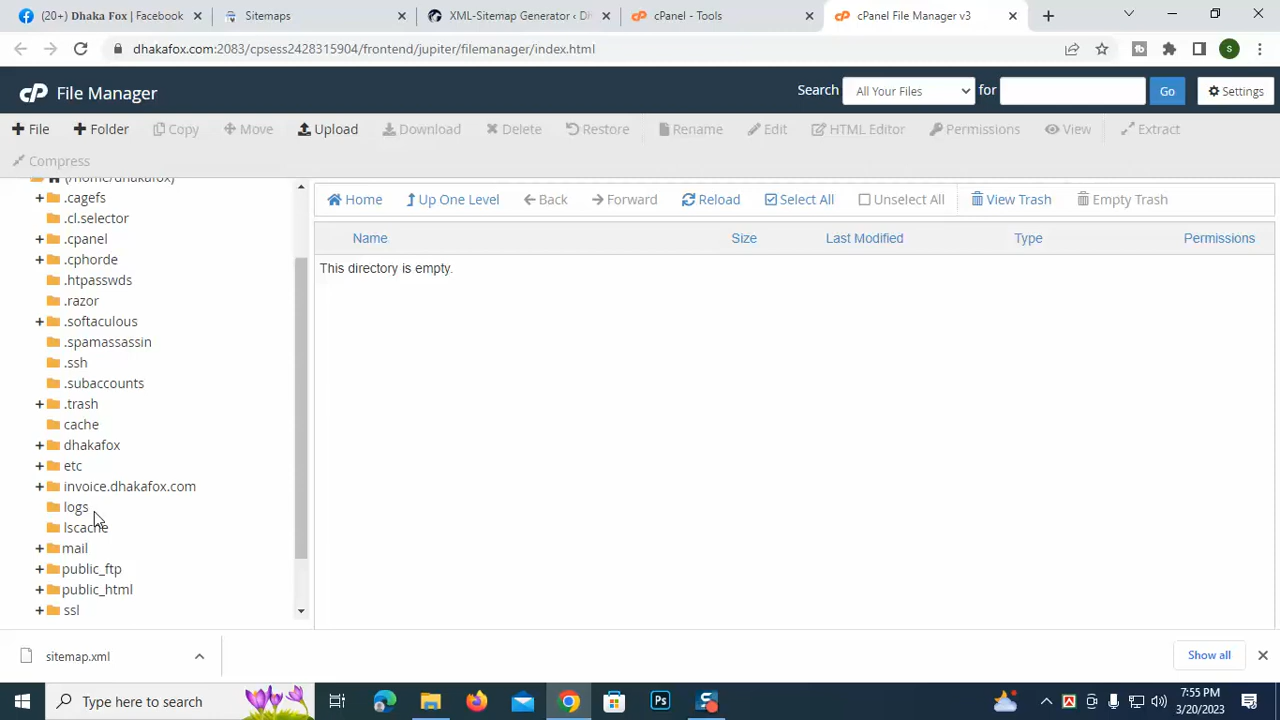 (20+) Dhaka Fox | Facebook
Sitemaps
XML-Sitemap Generator ‹ DH
cPanel - Tools
cPanel File Manager v3
dhakafox.com:2083/cpsess2428315904/frontend/jupiter/filemanager/index.html
S
cP File Manager
Search All Your Files for Go Settings
File Folder Copy Move Upload Download Delete Restore Rename Edit HTML Editor Permissions View Extract
Compress
(/home/dhakafox)
Home Up One Level Back Forward Reload Select All Unselect All View Trash Empty Trash
Name Size Last Modified Type Permissions
This directory is empty.
.cagefs
.cl.selector
.cpanel
.cphorde
.htpasswds
.razor
.softaculous
.spamassassin
.ssh
.subaccounts
.trash
cache
dhakafox
etc
invoice.dhakafox.com
logs
lscache
mail
public_ftp
public_html
ssl
sitemap.xml
Show all
Type here to search
Ps
S
7:55 PM
3/20/2023